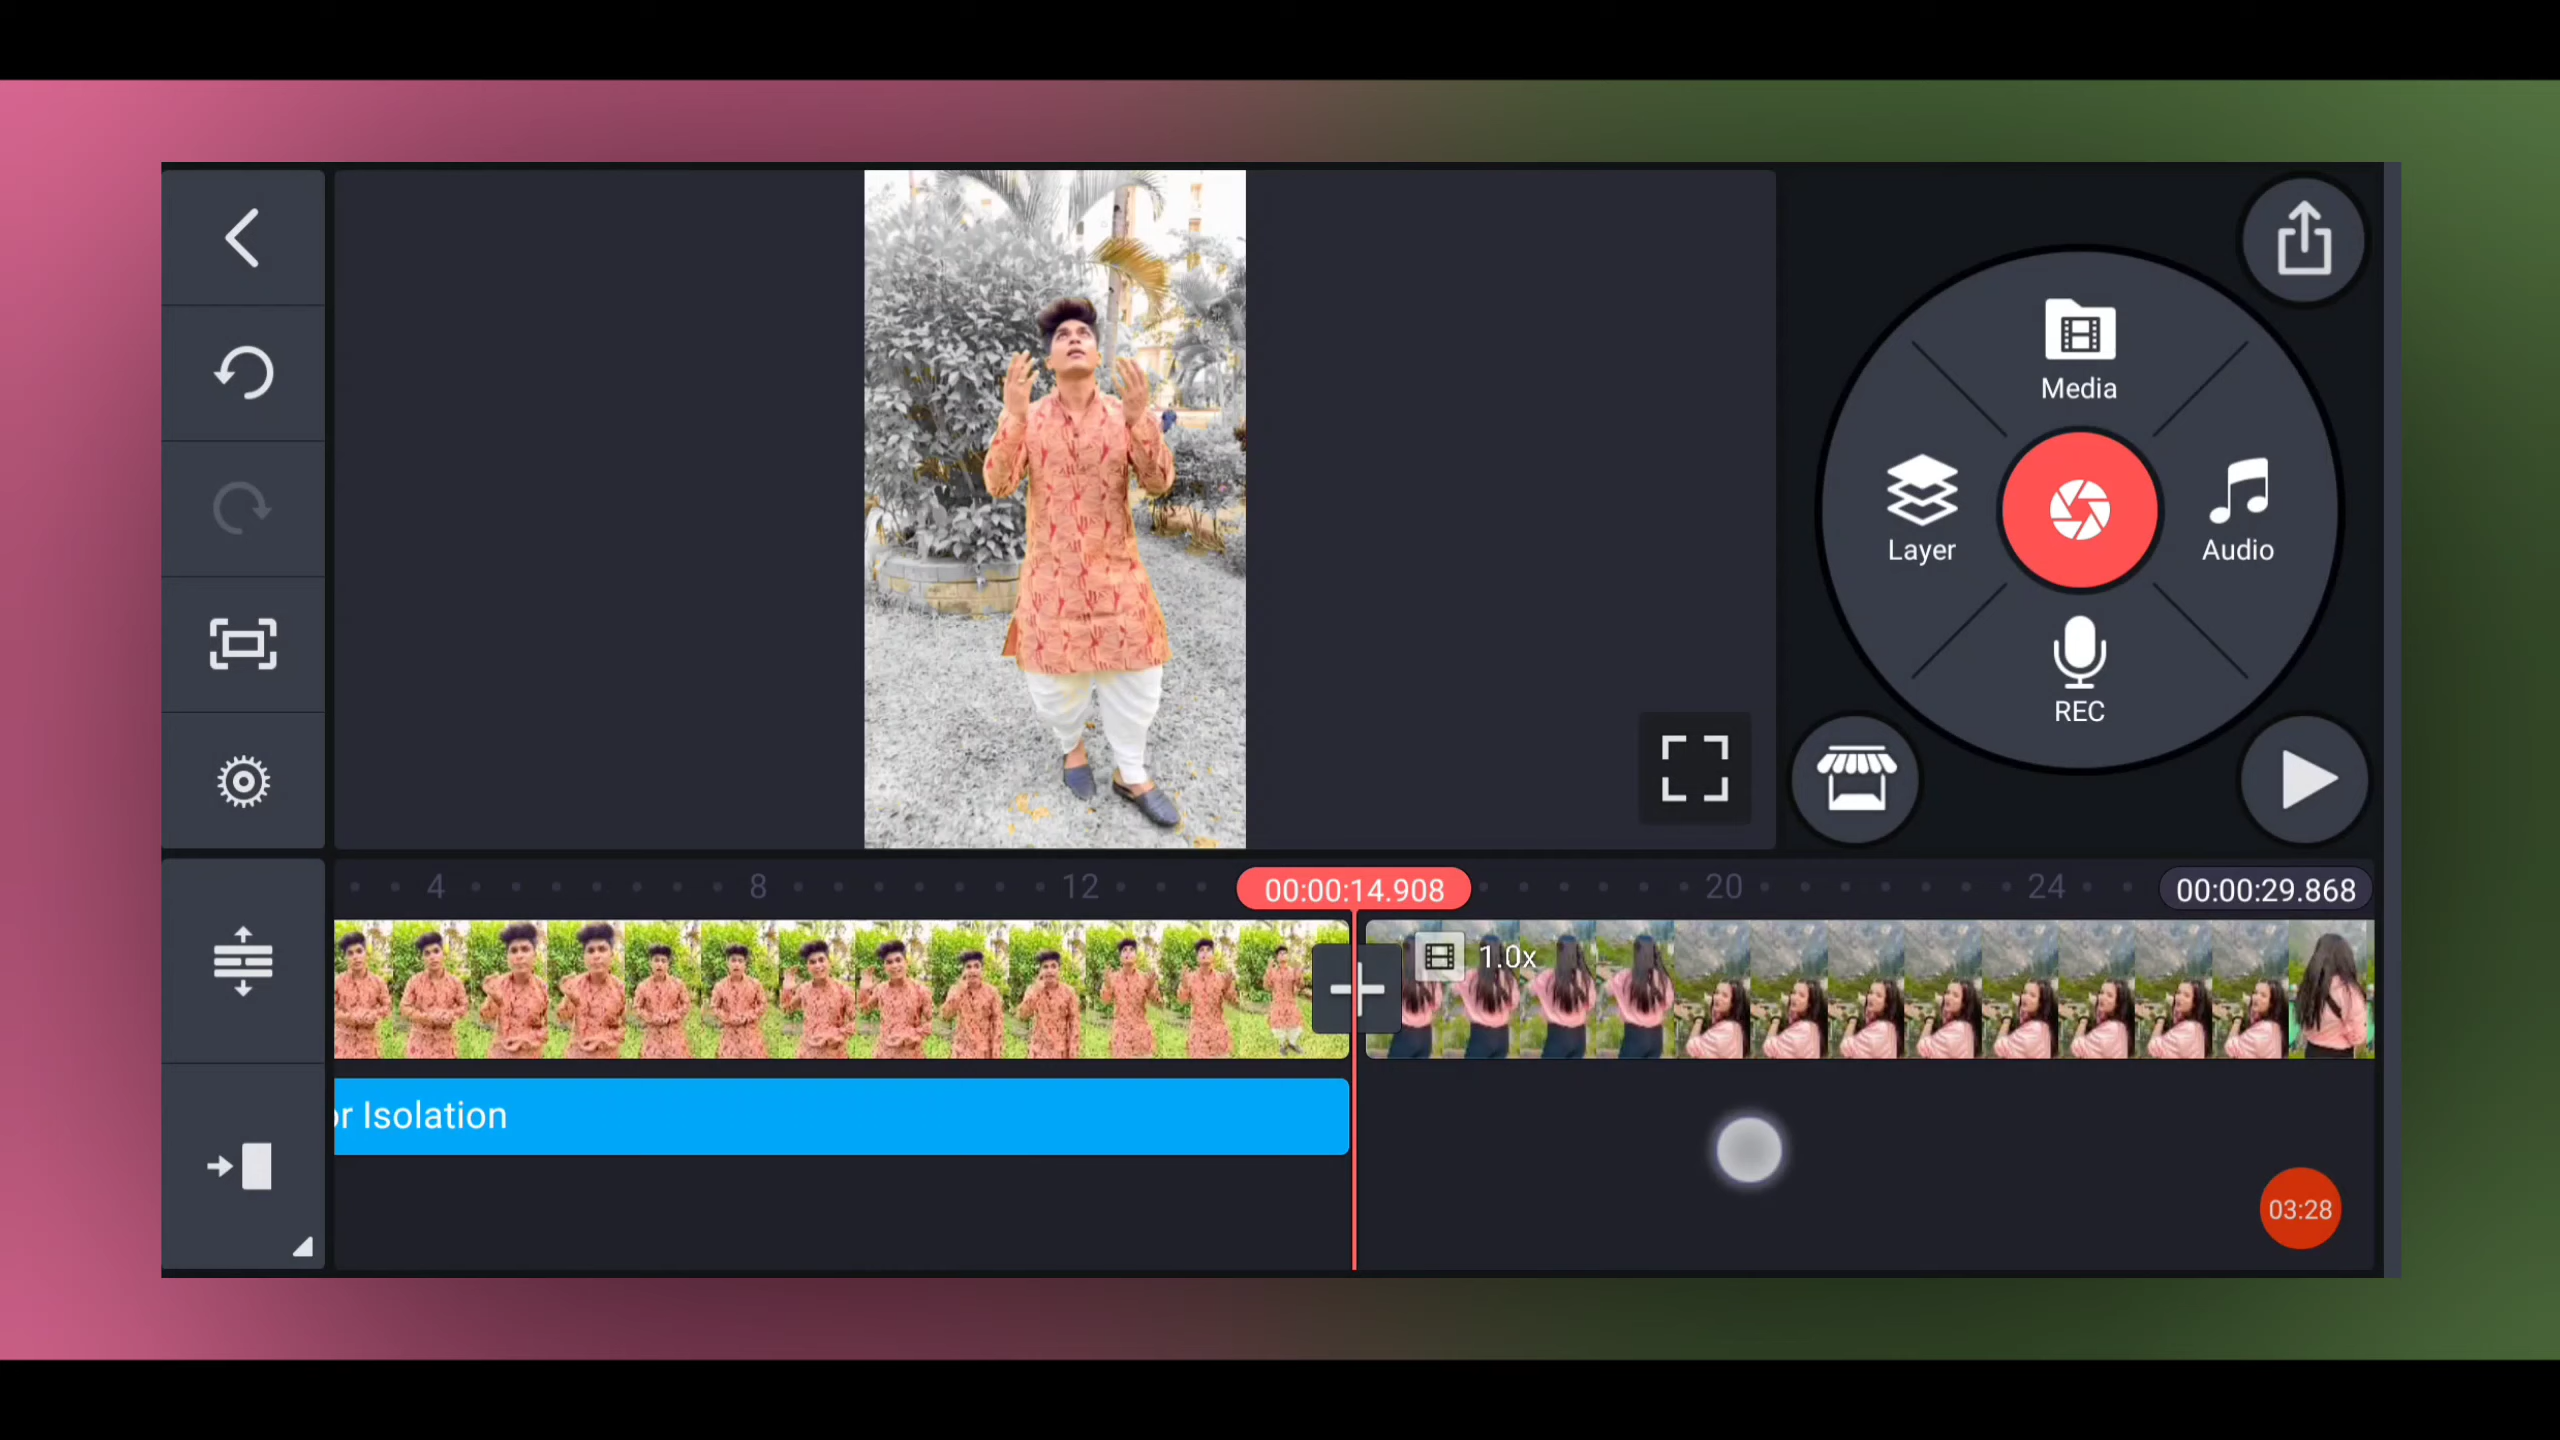 Media
Layer
Audio
REC
4
8
12
00:00:14.908
20
24
00:00:29.868
1.0x
or Isolation
03:28